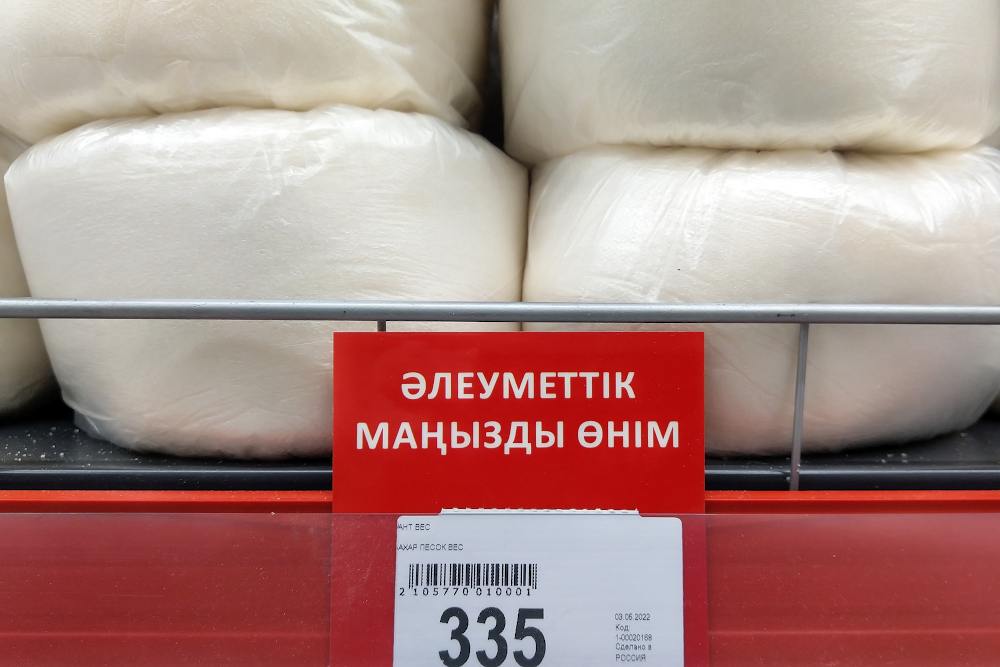 ӘЛЕУМЕТТІК
МАҢЫЗДЫ ӨНІМ
АНТ ВЕС
АХАР ПЕСОК ВЕС
2 105770 010001
335
03.05.2022
Код
1-00020168
Сделано в
РОССИЯ